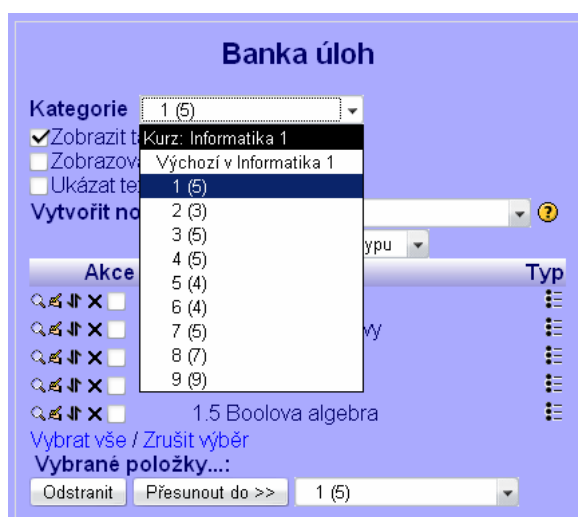 Banka úloh
Kategorie 1 (5)
Zobrazit t
Kurz: Informatika 1
Zobrazova
Výchozí v Informatika 1
Ukázat te
1 (5)
Vytvořit no
2 (3)
3 (5)
ypu
4 (5)
Akce
Typ
5 (4)
6 (4)
7 (5)
vy
8 (7)
9 (9)
1.5 Boolova algebra
Vybrat vše / Zrušit výběr
Vybrané položky...:
Odstranit Přesunout do >> 1 (5)